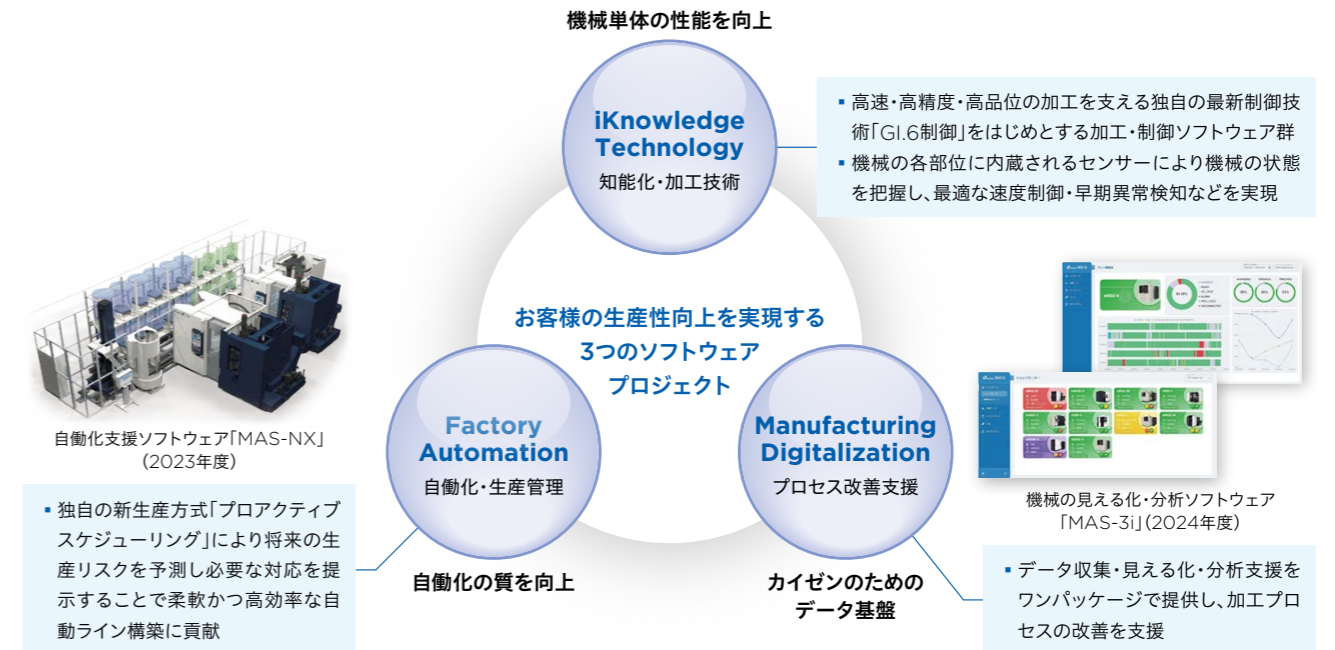 機械単体の性能を向上
iKnowledge
Technology
知能化・加工技術
▪ 高速・高精度・高品位の加工を支える独自の最新制御技
術「GI.6制御」をはじめとする加工・制御ソフトウェア群
▪ 機械の各部位に内蔵されるセンサーにより機械の状態
を把握し、最適な速度制御・早期異常検知などを実現
お客様の生産性向上を実現する
3つのソフトウェア
プロジェクト
自働化支援ソフトウェア「MAS-NX」
(2023年度)
Factory
Automation
自働化・生産管理
自働化の質を向上
▪ 独自の新生産方式「プロアクティブ
スケジューリング」により将来の生
産リスクを予測し必要な対応を提
示することで柔軟かつ高効率な自
動ライン構築に貢献
Manufacturing
Digitalization
プロセス改善支援
カイゼンのための
データ基盤
機械の見える化・分析ソフトウェア
「MAS-3i」(2024年度)
▪ データ収集・見える化・分析支援を
ワンパッケージで提供し、加工プロ
セスの改善を支援